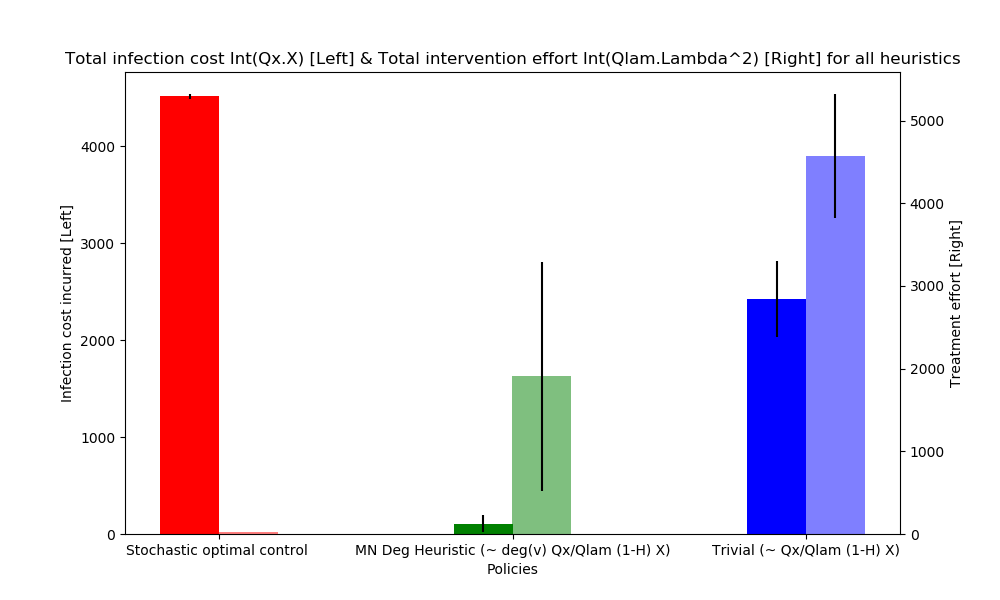 Total infection cost Int(Qx.X) [Left] & Total intervention effort Int(Qlam.Lambda^2) [Right] for all heuristics
Infection cost incurred [Left]
4000
3000
2000
1000
0
5000
4000
3000
2000
1000
0
Treatment effort [Right]
Stochastic optimal control
MN Deg Heuristic (~ deg(v) Qx/Qlam (1-H) X)
Trivial (~ Qx/Qlam (1-H) X)
Policies